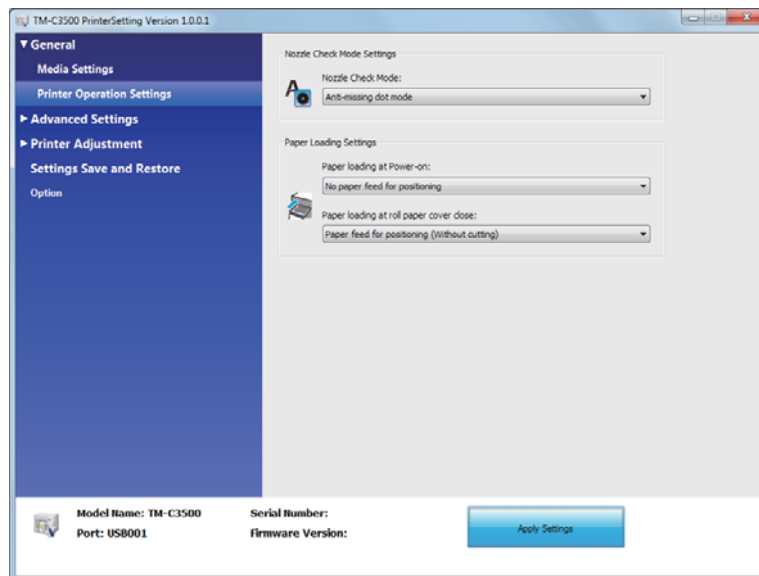 TM-C3500 PrinterSetting Version 1.0.0.1
General
Media Settings
Printer Operation Settings
Advanced Settings
Printer Adjustment
Settings Save and Restore
Option
Nozzle Check Mode Settings
Nozzle Check Mode:
Anti-missing dot mode
Paper Loading Settings
Paper loading at Power-on:
No paper feed for positioning
Paper loading at roll paper cover close:
Paper feed for positioning (Without cutting)
Model Name: TM-C3500
Serial Number:
Port: USB001
Firmware Version:
Apply Settings